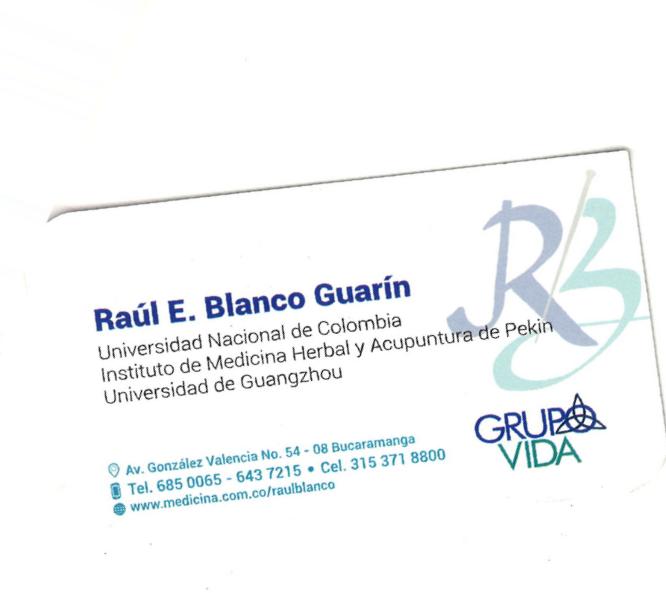 RB
Raúl E. Blanco Guarín
Universidad Nacional de Colombia
Instituto de Medicina Herbal y Acupuntura de Pekin
Universidad de Guangzhou
Av. González Valencia No. 54 - 08 Bucaramanga
Tel. 685 0065 - 643 7215 • Cel. 315 371 8800
www.medicina.com.co/raulblanco
GRUPO
VIDA